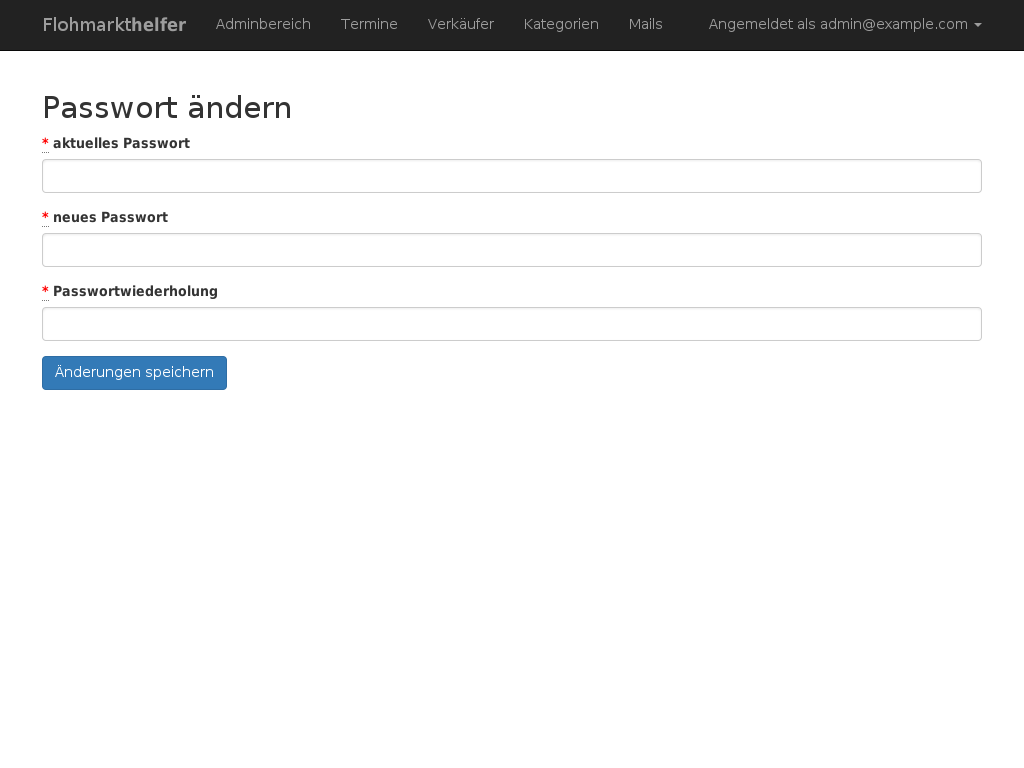 Flohmarkthelfer Adminbereich Termine Verkäufer Kategorien Mails Angemeldet als admin@example.com
Passwort ändern
* aktuelles Passwort
* neues Passwort
* Passwortwiederholung
Änderungen speichern